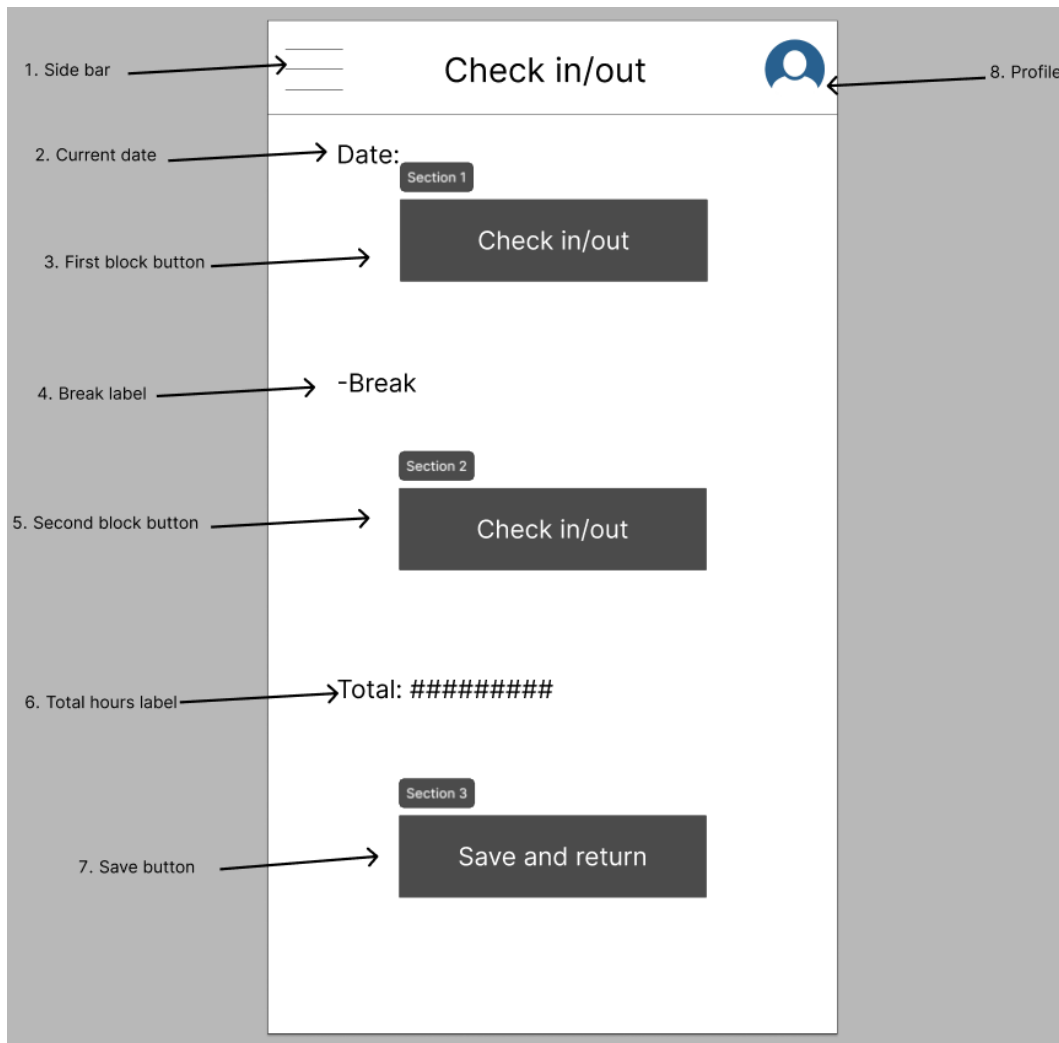 1. Side bar
Check in/out
8. Profile
2. Current date
Date:
Section 1
Check in/out
3. First block button
4. Break label
-Break
Section 2
5. Second block button
Check in/out
6. Total hours label
Total: #########
Section 3
7. Save button
Save and return